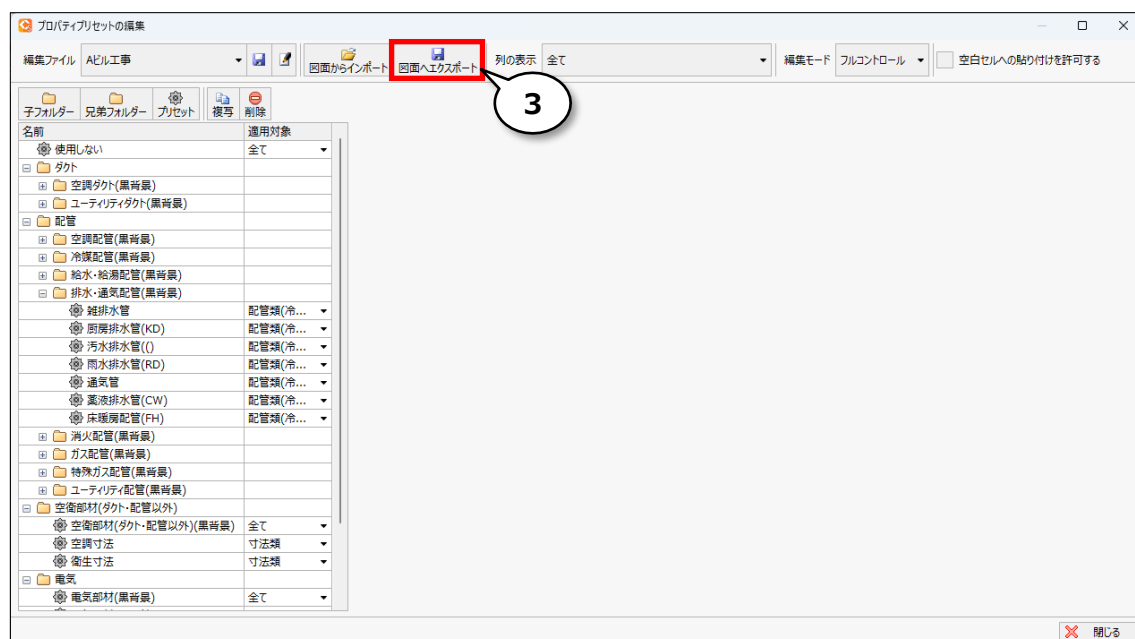 プロパティプリセットの編集
編集ファイル Aビル工事 図面からインポート 図面へエクスポート 列の表示 全て 編集モード フルコントロール 空白セルへの貼り付けを許可する
3
子フォルダー 兄弟フォルダー プリセット 複写 削除
名前 適用対象
使用しない 全て
ダクト
空調ダクト(黒背景)
ユーティリティダクト(黒背景)
配管
空調配管(黒背景)
冷媒配管(黒背景)
給水・給湯配管(黒背景)
排水・通気配管(黒背景)
雑排水管 配管類(冷...
厨房排水管(KD) 配管類(冷...
汚水排水管(() 配管類(冷...
雨水排水管(RD) 配管類(冷...
通気管 配管類(冷...
薬液排水管(CW) 配管類(冷...
床暖房配管(FH) 配管類(冷...
消火配管(黒背景)
ガス配管(黒背景)
特殊ガス配管(黒背景)
ユーティリティ配管(黒背景)
空衛部材(ダクト・配管以外)
空衛部材(ダクト・配管以外)(黒背景) 全て
空調寸法 寸法類
衛生寸法 寸法類
電気
電気部材(黒背景) 全て
閉じる